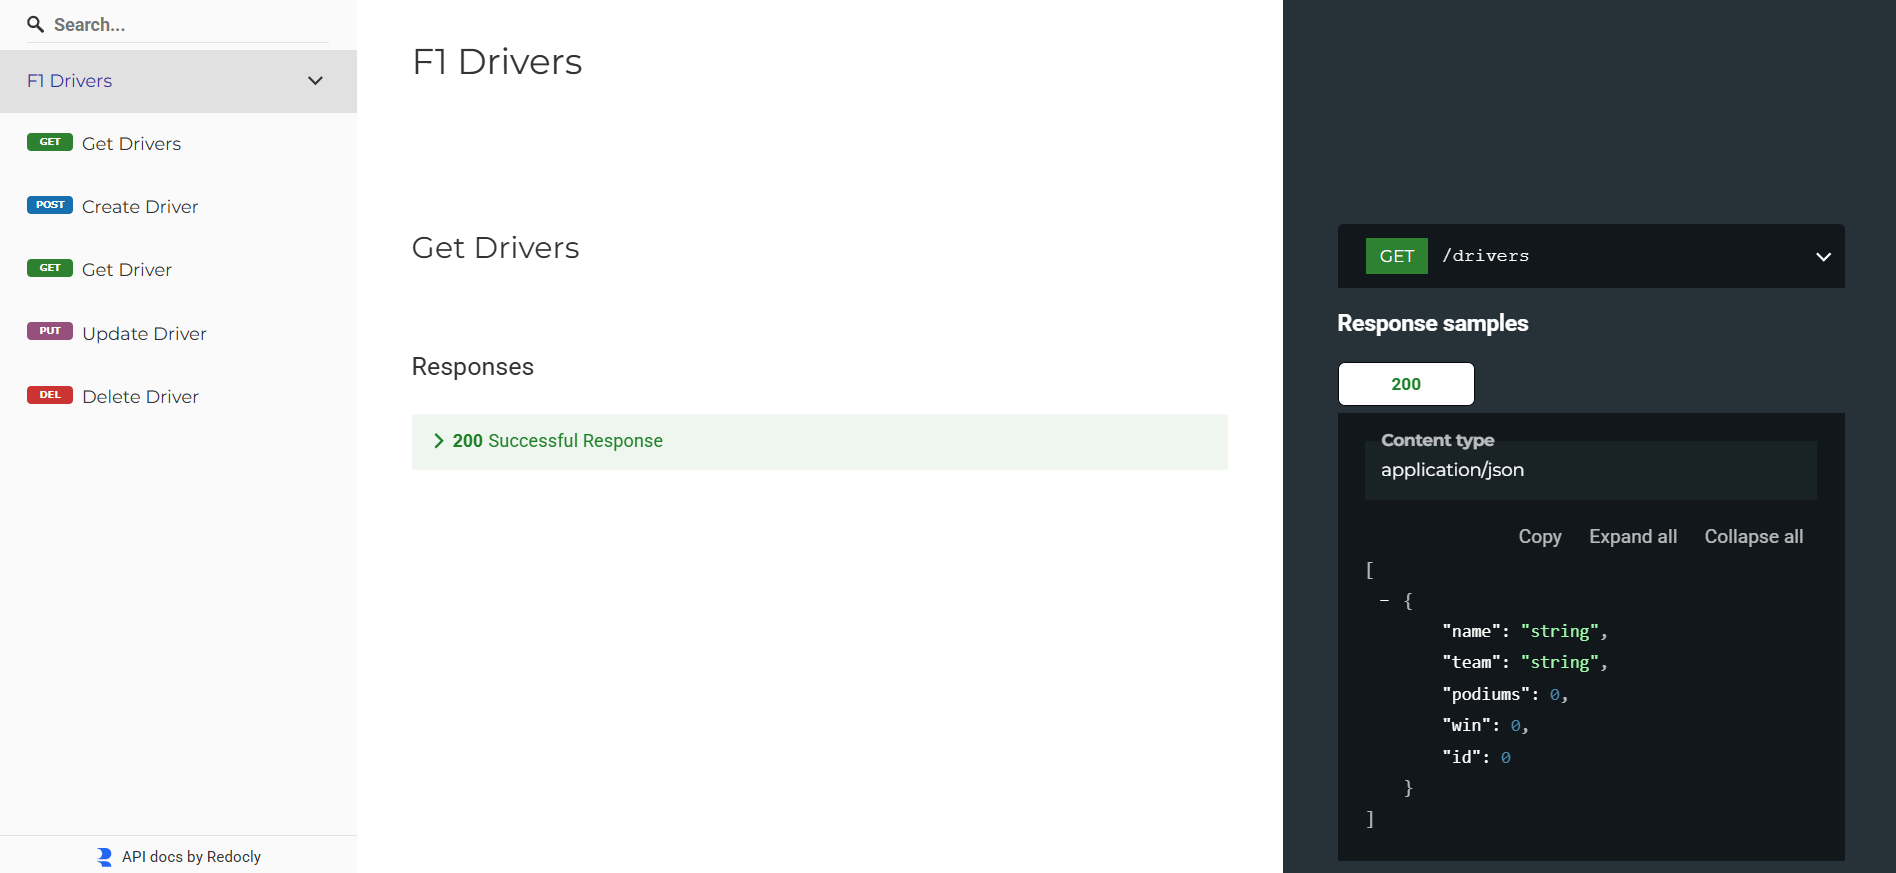 Search...
F1 Drivers
GET Get Drivers
POST Create Driver
GET Get Driver
PUT Update Driver
DEL Delete Driver
API docs by Redocly
F1 Drivers
Get Drivers
Responses
200 Successful Response
GET /drivers
Response samples
200
Content type
application/json
Copy Expand all Collapse all
[
- {
"name": "string",
"team": "string",
"podiums": 0,
"win": 0,
"id": 0
}
]